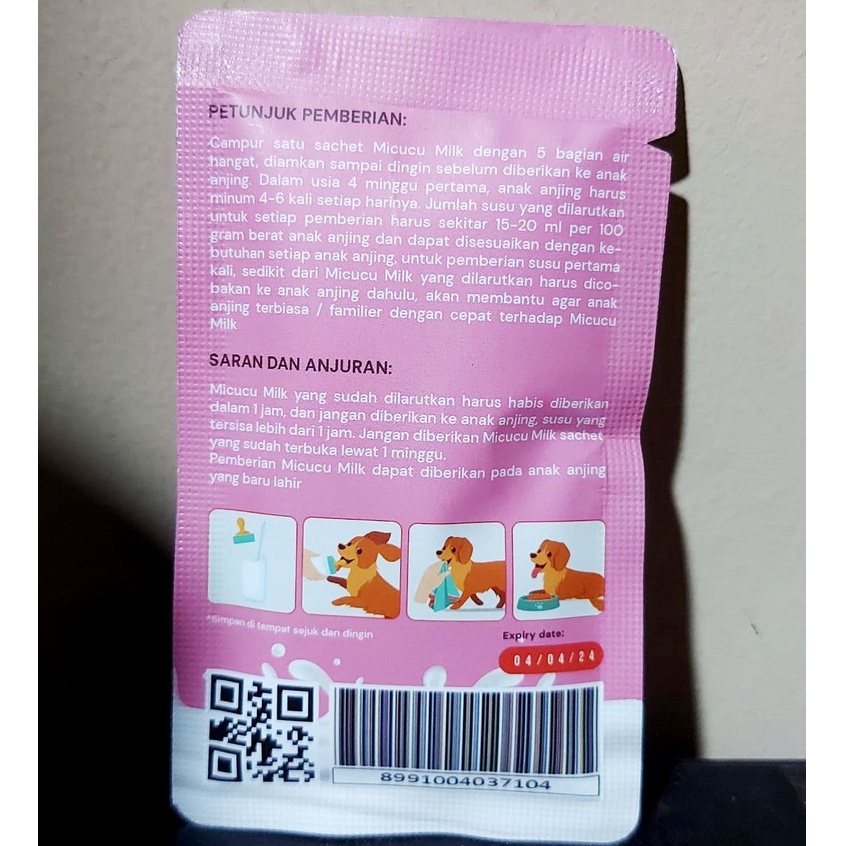 PETUNJUK PEMBERIAN:
Campur satu sachet Micucu Milk dengan 5 bagian air
hangat, diamkan sampai dingin sebelum diberikan ke anak
anjing. Dalam usia 4 minggu pertama, anak anjing harus
minum 4-6 kali setiap harinya. Jumlah susu yang dilarutkan
untuk setiap pemberian harus sekitar 15-20 ml per 100
gram berat anak anjing dan dapat disesuaikan dengan ke-
butuhan setiap anak anjing, untuk pemberian susu pertama
kali, sedikit dari Micucu Milk yang dilarutkan harus dico-
bakan ke anak anjing dahulu, akan membantu agar anak
anjing terbiasa / familier dengan cepat terhadap Micucu
Milk
SARAN DAN ANJURAN:
Micucu Milk yang sudah dilarutkan harus habis diberikan
dalam 1 jam, dan jangan diberikan ke anak anjing, susu yang
tersisa lebih dari 1 jam. Jangan diberikan Micucu Milk sachet
yang sudah terbuka lewat 1 minggu.
Pemberian Micucu Milk dapat diberikan pada anak anjing
yang baru lahir
*Simpan di tempat sejuk dan dingin
Expiry date:
04/04/24
8991004037104